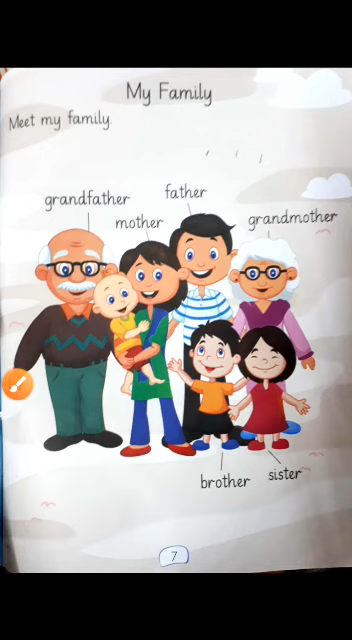 My Family
Meet my family.
grandfather
mother
father
grandmother
brother
sister
7